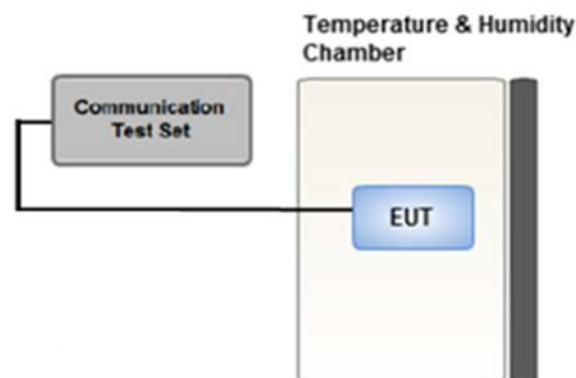 Temperature & Humidity
Chamber
Communication
Test Set
EUT